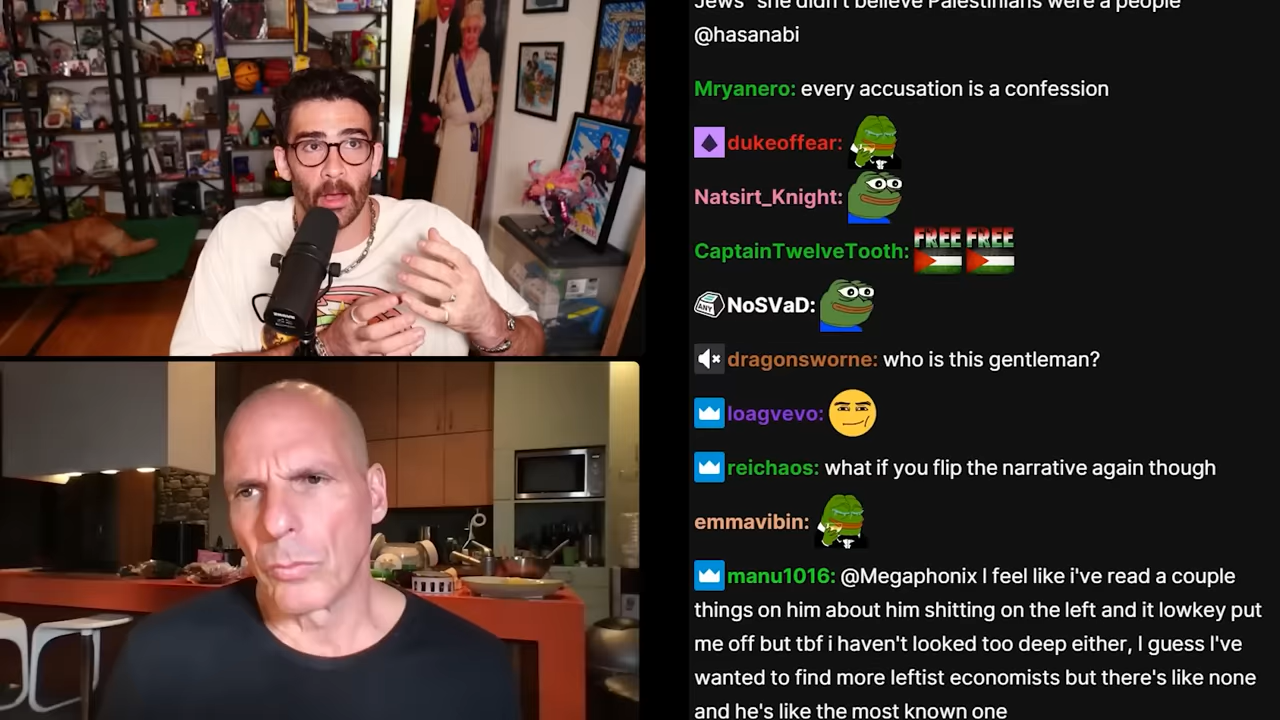 Jews" she didn't believe Palestinians were a people
@hasanabi
Mryanero: every accusation is a confession
dukeoffear:
Natsirt_Knight:
CaptainTwelveTooth: FREE FREE
ANY NoSVaD:
dragonsworne: who is this gentleman?
loagvevo:
reichaos: what if you flip the narrative again though
emmavibin:
manu1016: @Megaphonix I feel like i've read a couple
things on him about him shitting on the left and it lowkey put
me off but tbf i haven't looked too deep either, I guess I've
wanted to find more leftist economists but there's like none
and he's like the most known one